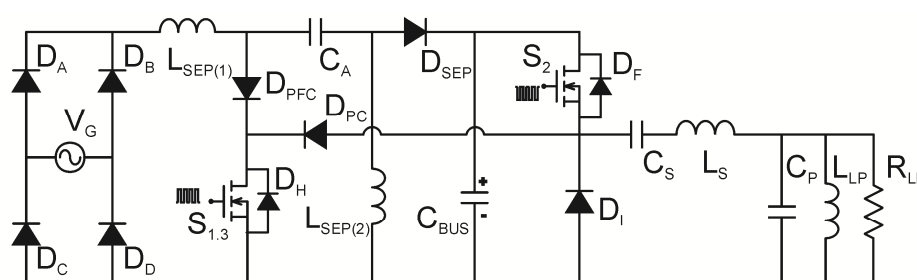 D_A
D_B
L_SEP(1)
C_A
D_SEP
S_2
D_F
V_G
D_PFC
D_PC
D_H
S_1.3
L_SEP(2)
+
C_BUS
-
C_S
L_S
D_I
C_P
L_LP
D_C
D_D